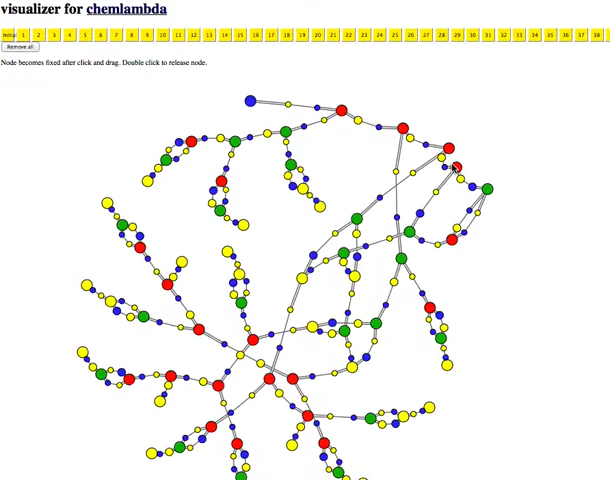 visualizer for chemlambda
Initial 1 2 3 4 5 6 7 8 9 10 11 12 13 14 15 16 17 18 19 20 21 22 23 24 25 26 27 28 29 30 31 32 33 34 35 36 37 38
Remove all
Node becomes fixed after click and drag. Double click to release node.